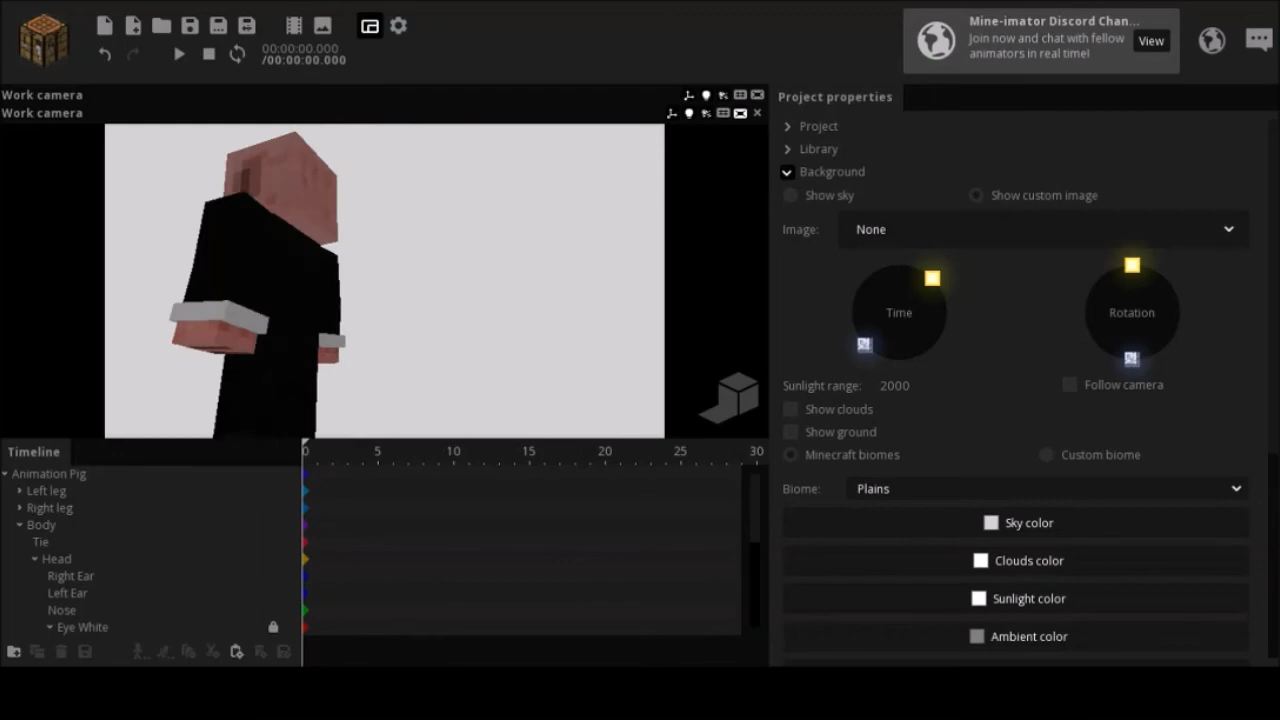 Mine-imator Discord Chan...
Join now and chat with fellow
animators in real time!
View
00:00:00.000
/00:00:00.000
Work camera
Work camera
Project properties
Project
Library
Background
Show sky
Show custom image
Image:
None
Time
Rotation
Sunlight range:
2000
Follow camera
Show clouds
Show ground
Minecraft biomes
Custom biome
Biome:
Plains
Sky color
Clouds color
Sunlight color
Ambient color
Timeline
0 5 10 15 20 25 30
Animation Pig
Left leg
Right leg
Body
Tie
Head
Right Ear
Left Ear
Nose
Eye White